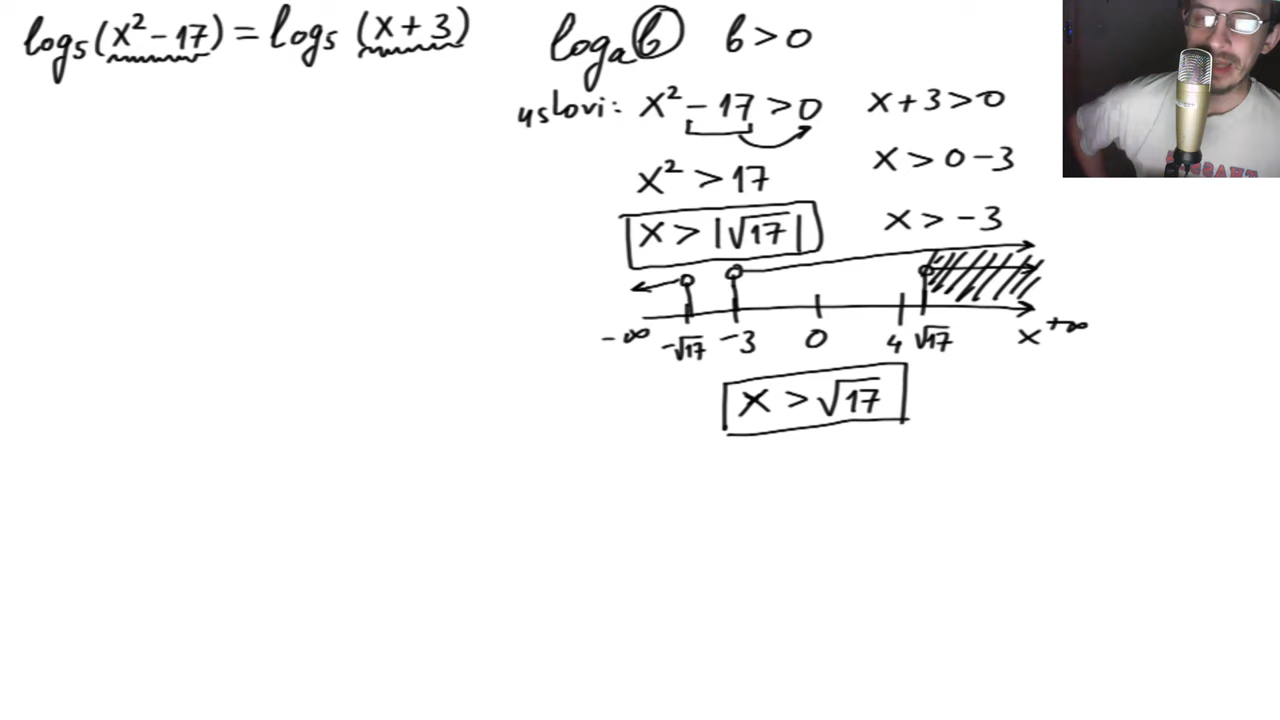 log₅(x²-17)=log₅ (x+3)
logₐb b>0
uslovi: x²-17>0 x+3>0
x²>17 x>0-3
x>|√17| x>-3
-∞ -√17 -3 0 4 √17 x +∞
x>√17